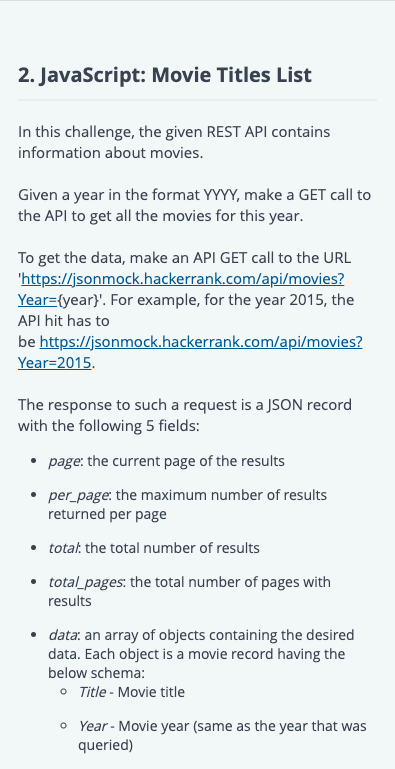 2. JavaScript: Movie Titles List
In this challenge, the given REST API contains
information about movies.
Given a year in the format YYYY, make a GET call to
the API to get all the movies for this year.
To get the data, make an API GET call to the URL
'https://jsonmock.hackerrank.com/api/movies?
Year={year}'. For example, for the year 2015, the
API hit has to
be https://jsonmock.hackerrank.com/api/movies?
Year=2015.
The response to such a request is a JSON record
with the following 5 fields:
• page: the current page of the results
• per_page: the maximum number of results
returned per page
• total: the total number of results
• total_pages: the total number of pages with
results
• data: an array of objects containing the desired
data. Each object is a movie record having the
below schema:
◦ Title - Movie title
◦ Year - Movie year (same as the year that was
queried)